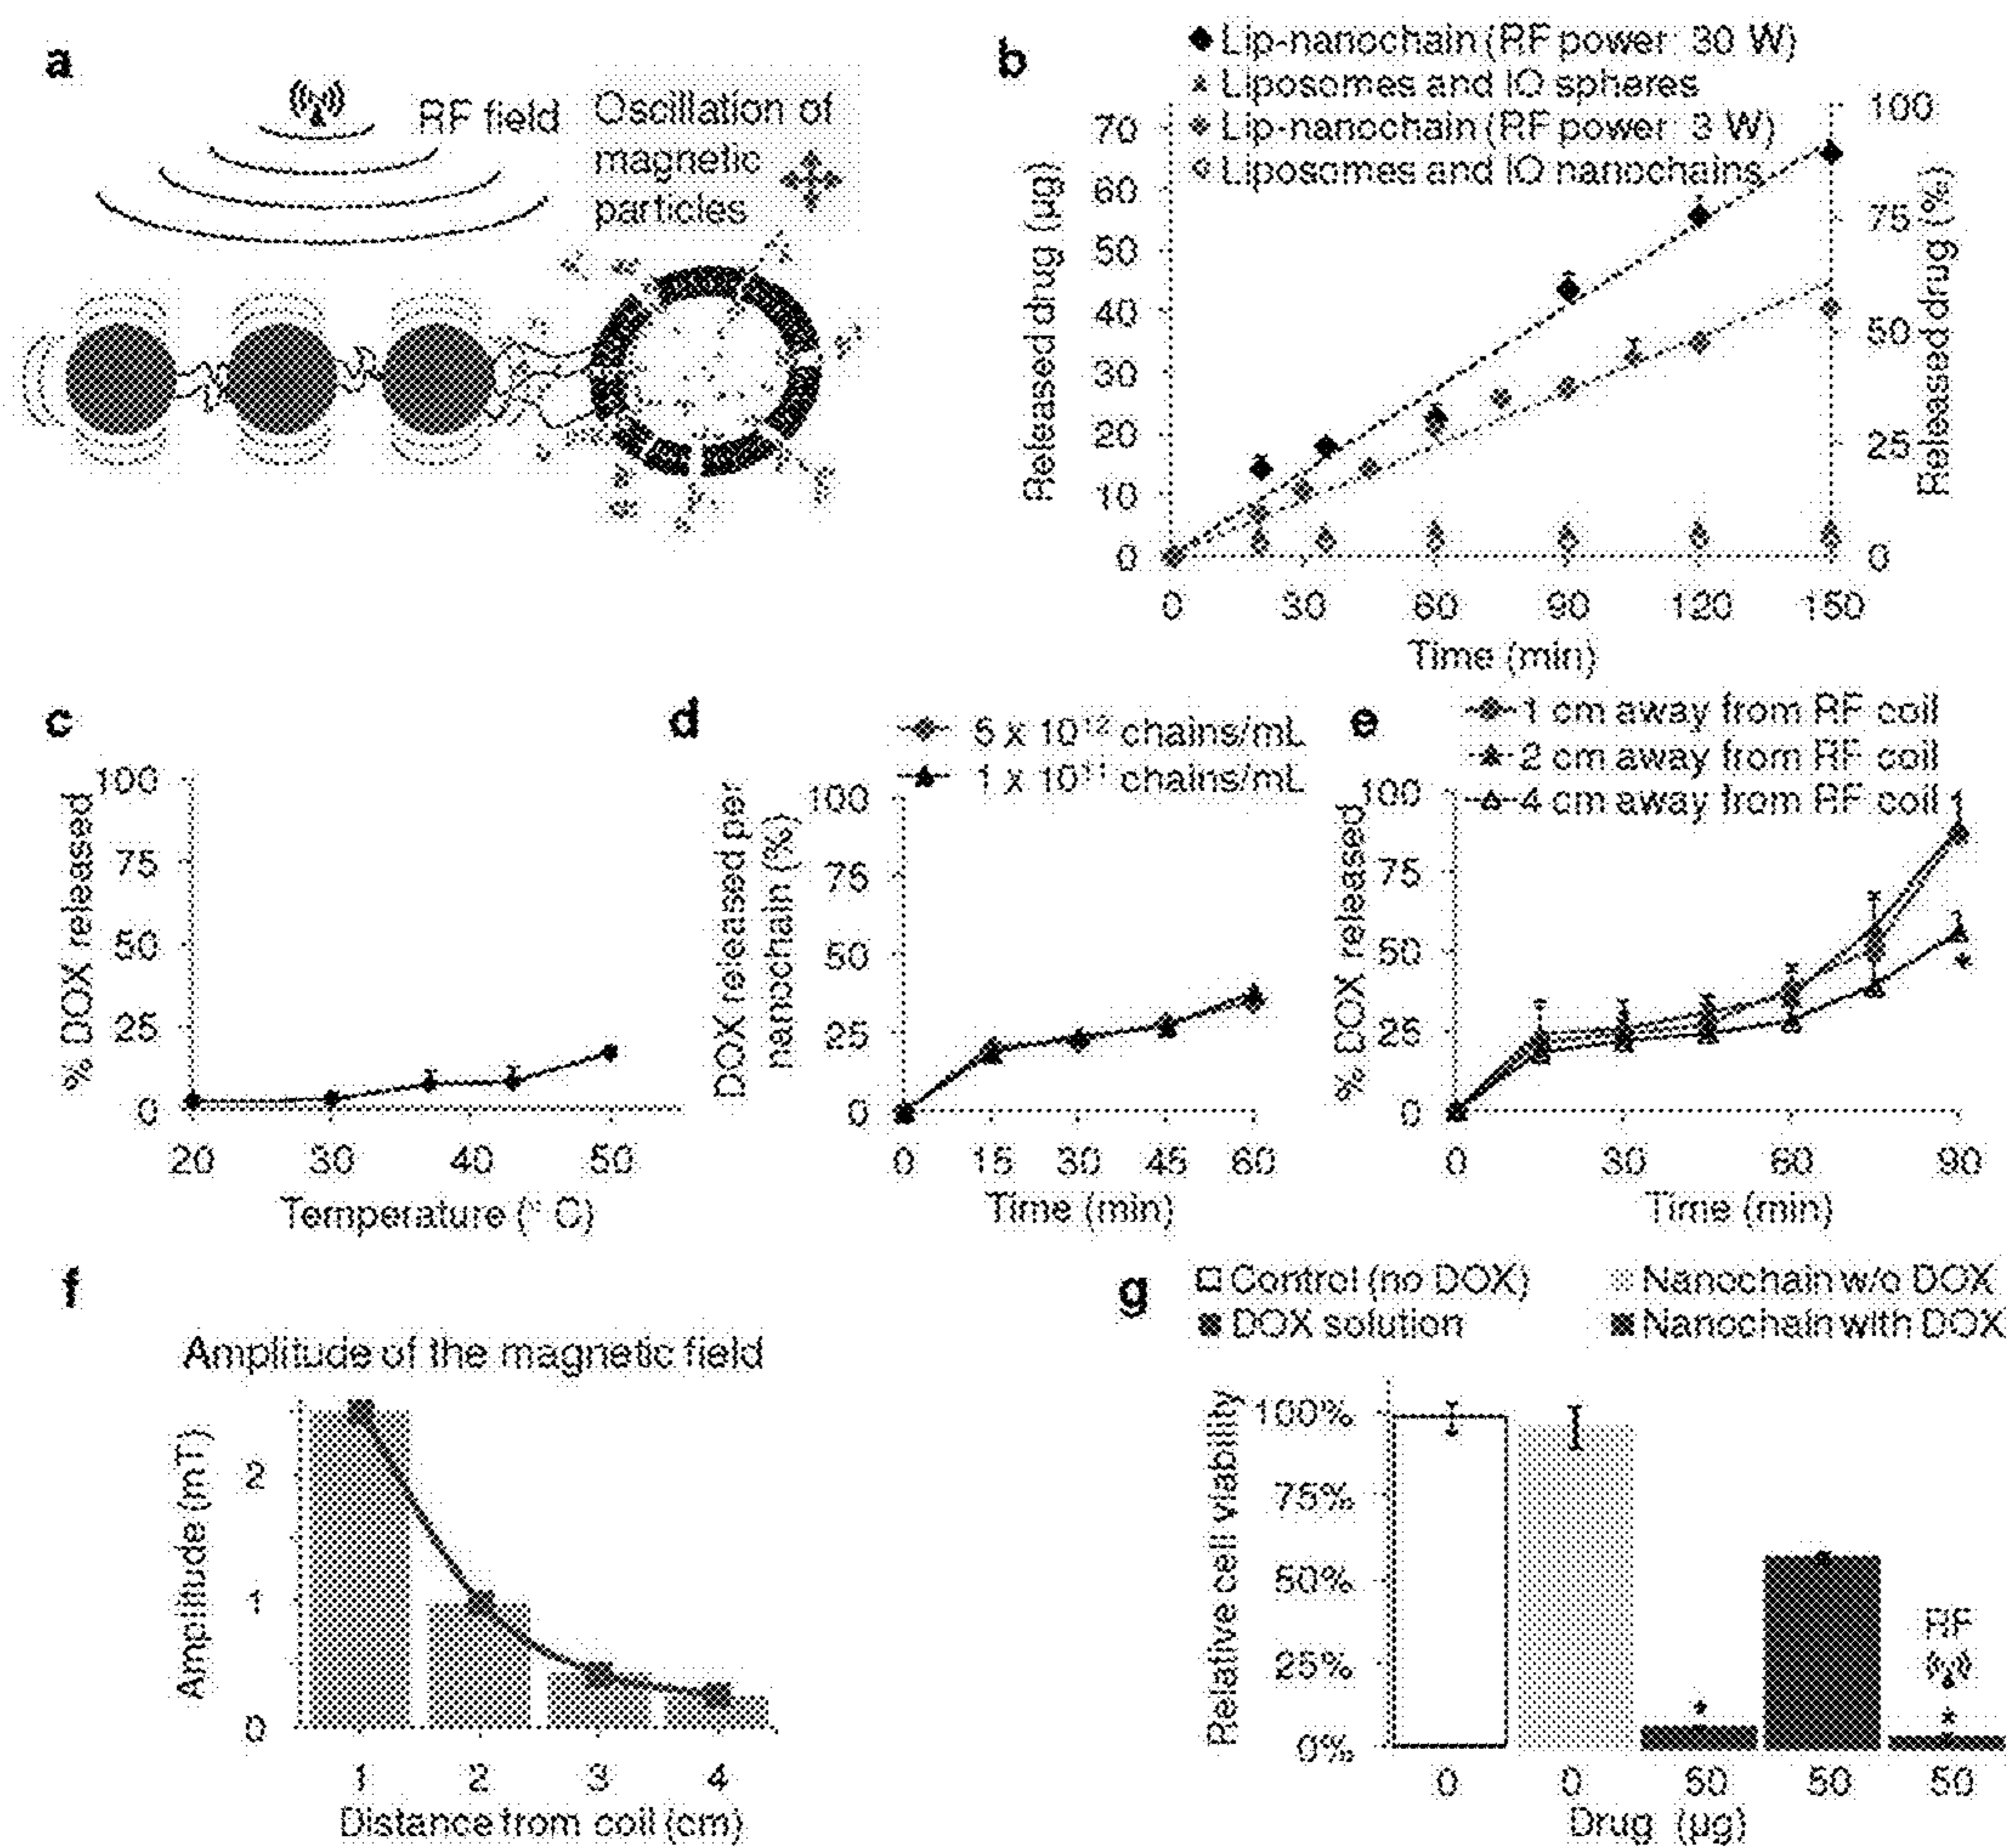 a
RF field
Oscillation of
magnetic
particles
b
Lip-nanochain (RF power: 30 W)
Liposomes and IO spheres
Lip-nanochain (RF power: 3 W)
Liposomes and IO nanochains
Released drug (µg)
70
60
50
40
30
20
10
0
100
75
50
25
0
Released drug (%)
0 30 60 90 120 150
Time (min)
c
% DOX released
100
75
50
25
0
20 30 40 50
Temperature (° C)
d
5 x 10¹² chains/mL
1 x 10¹¹ chains/mL
DOX released per
nanochain (%)
100
75
50
25
0
0 15 30 45 60
Time (min)
e
1 cm away from RF coil
2 cm away from RF coil
4 cm away from RF coil
% DOX released
100
75
50
25
0
0 30 60 90
Time (min)
f
Amplitude of the magnetic field
Amplitude (mT)
2
1
0
1 2 3 4
Distance from coil (cm)
g
Control (no DOX) Nanochain w/o DOX
DOX solution Nanochain with DOX
Relative cell viability
100%
75%
50%
25%
0%
RF
0 0 50 50 50
Drug (µg)